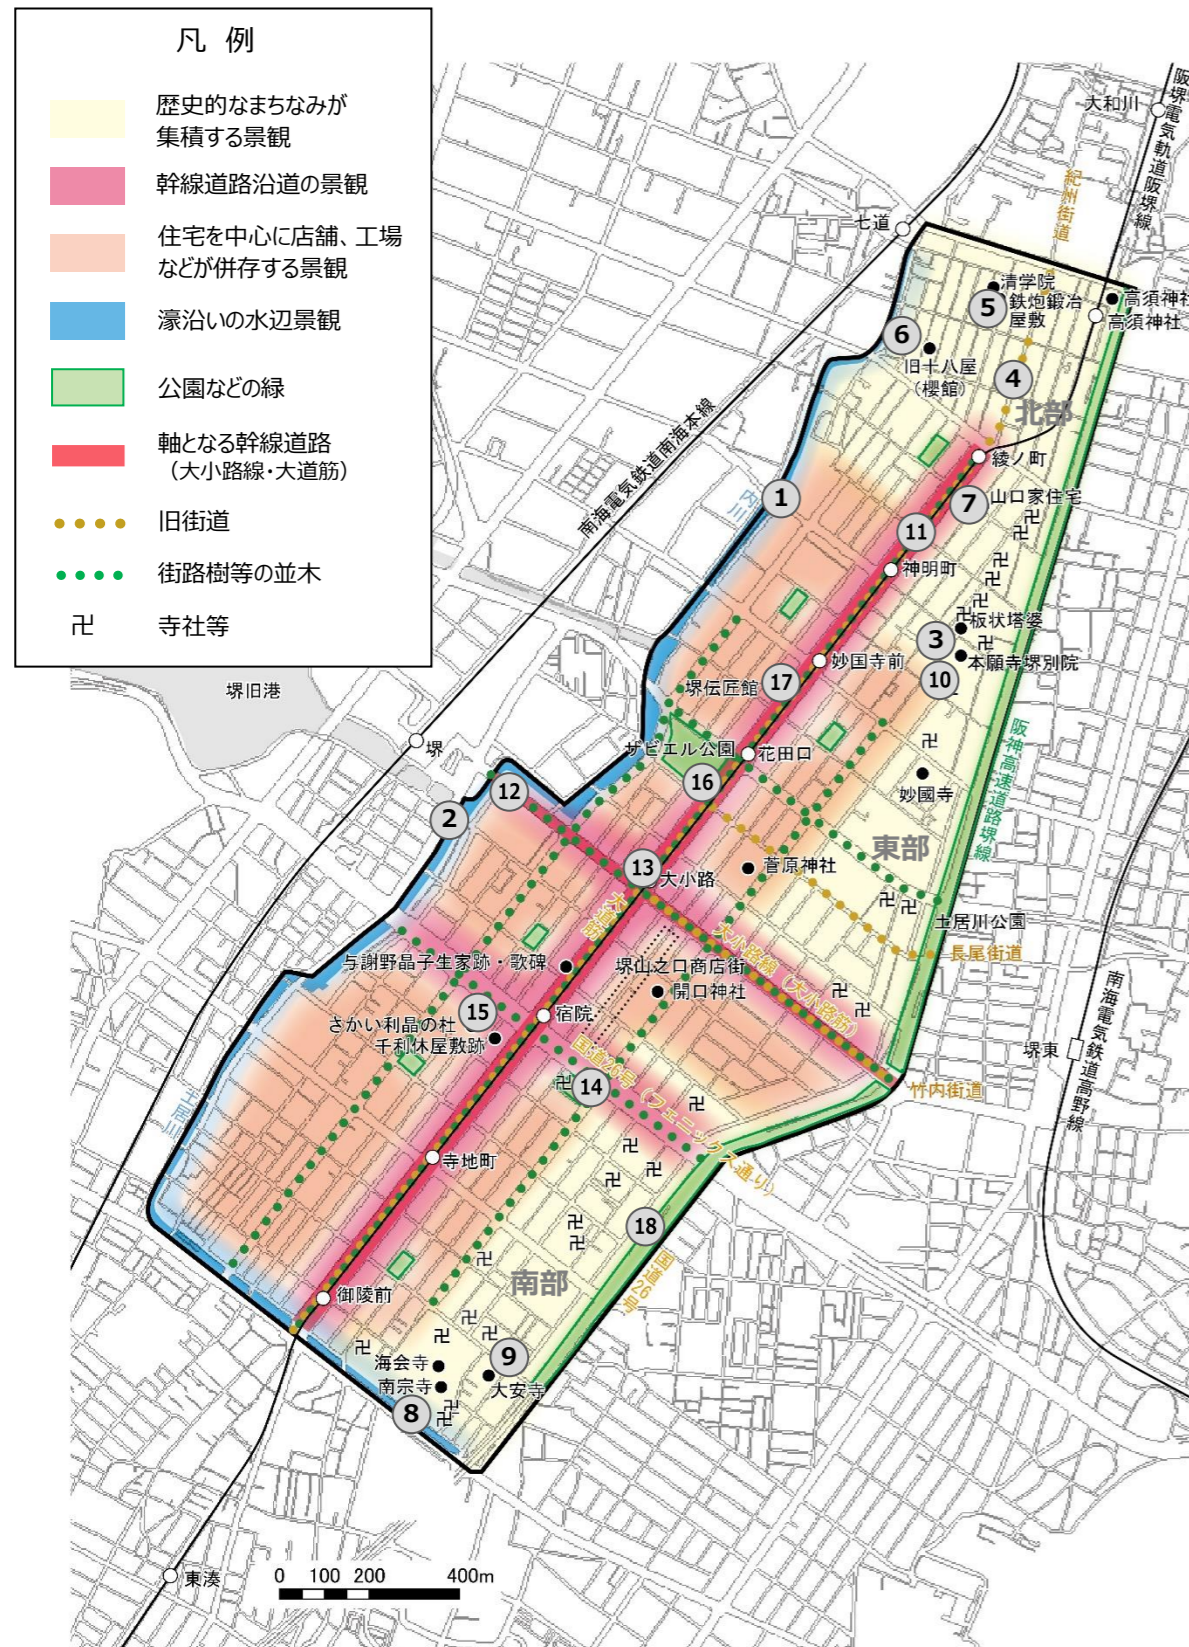 凡 例
歴史的なまちなみが
集積する景観
幹線道路沿道の景観
住宅を中心に店舗、工場
などが併存する景観
濠沿いの水辺景観
公園などの緑
軸となる幹線道路
（大小路線・大道筋）
旧街道
街路樹等の並木
卍 寺社等
大和川
阪堺電気軌道阪堺線
紀州街道
七道
清学院
鉄炮鍛冶
屋敷
5
高須神社
高須神社
6
旧十八屋
（櫻館）
4
北部
綾ノ町
南海電気鉄道南海本線
内川
1
7
山口家住宅
11
神明町
板状塔婆
3
本願寺堺別院
10
妙国寺前
17
堺伝匠館
堺旧港
堺
ザビエル公園
花田口
16
妙國寺
阪神高速道路堺線
12
2
東部
13
大小路
菅原神社
大道筋
土居川公園
長尾街道
大小路線（大小路筋）
与謝野晶子生家跡・歌碑
堺山之口商店街
開口神社
15
さかい利晶の杜
千利休屋敷跡
宿院
国道26号（フェニックス通り）
14
堺東
南海電気鉄道高野線
竹内街道
土居川
寺地町
18
国道26号
南部
御陵前
9
海会寺
南宗寺
大安寺
8
東湊
0 100 200 400m